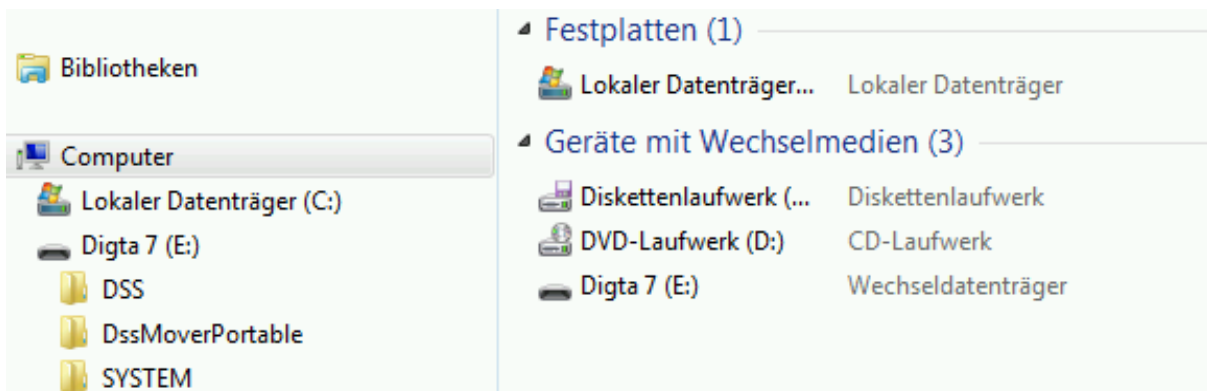 Bibliotheken
Computer
Lokaler Datenträger (C:)
Digta 7 (E:)
DSS
DssMoverPortable
SYSTEM
Festplatten (1)
Lokaler Datenträger... Lokaler Datenträger
Geräte mit Wechselmedien (3)
Diskettenlaufwerk (... Diskettenlaufwerk
DVD-Laufwerk (D:) CD-Laufwerk
Digta 7 (E:) Wechseldatenträger